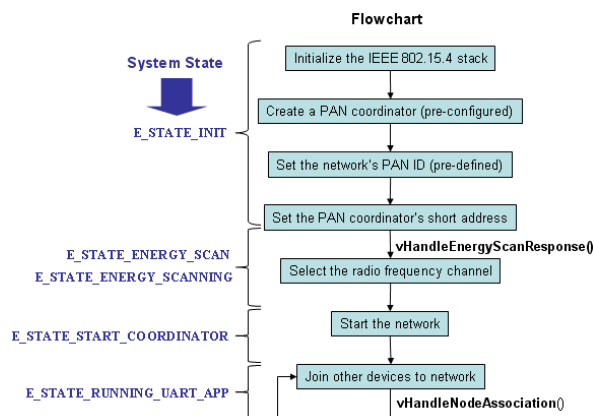 Flowchart
System State
Initialize the IEEE 802.15.4 stack
Create a PAN coordinator (pre-configured)
E_STATE_INIT
Set the network's PAN ID (pre-defined)
Set the PAN coordinator's short address
vHandleEnergyScanResponse()
E_STATE_ENERGY_SCAN
E_STATE_ENERGY_SCANNING
Select the radio frequency channel
E_STATE_START_COORDINATOR
Start the network
E_STATE_RUNNING_UART_APP
Join other devices to network
vHandleNodeAssociation()